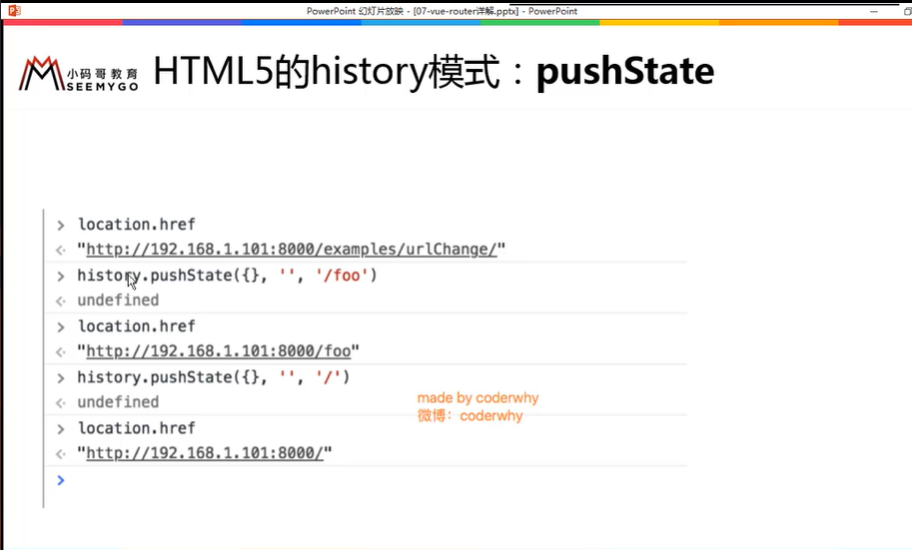 PowerPoint 幻灯片放映 - [07-vue-router详解.pptx] - PowerPoint
小码哥教育
SEEMYGO
HTML5的history模式：pushState
> location.href
<· "http://192.168.1.101:8000/examples/urlChange/"
> history.pushState({}, '', '/foo')
<· undefined
> location.href
<· "http://192.168.1.101:8000/foo"
> history.pushState({}, '', '/')
<· undefined
> location.href
<· "http://192.168.1.101:8000/"
>
made by coderwhy
微博：coderwhy